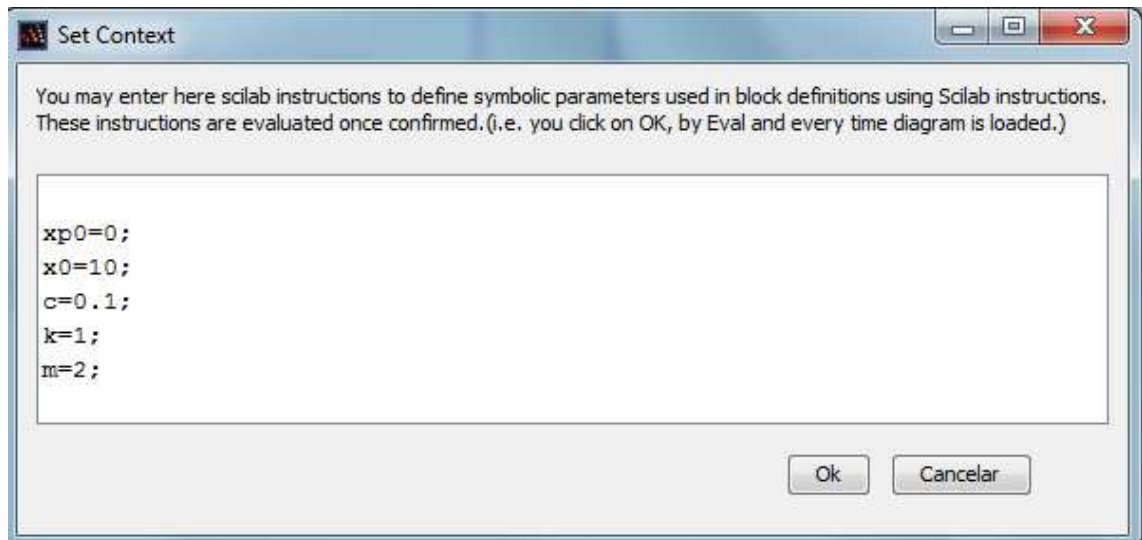 Set Context
You may enter here scilab instructions to define symbolic parameters used in block definitions using Scilab instructions.
These instructions are evaluated once confirmed.(i.e. you click on OK, by Eval and every time diagram is loaded.)
xp0=0;
x0=10;
c=0.1;
k=1;
m=2;
Ok Cancelar